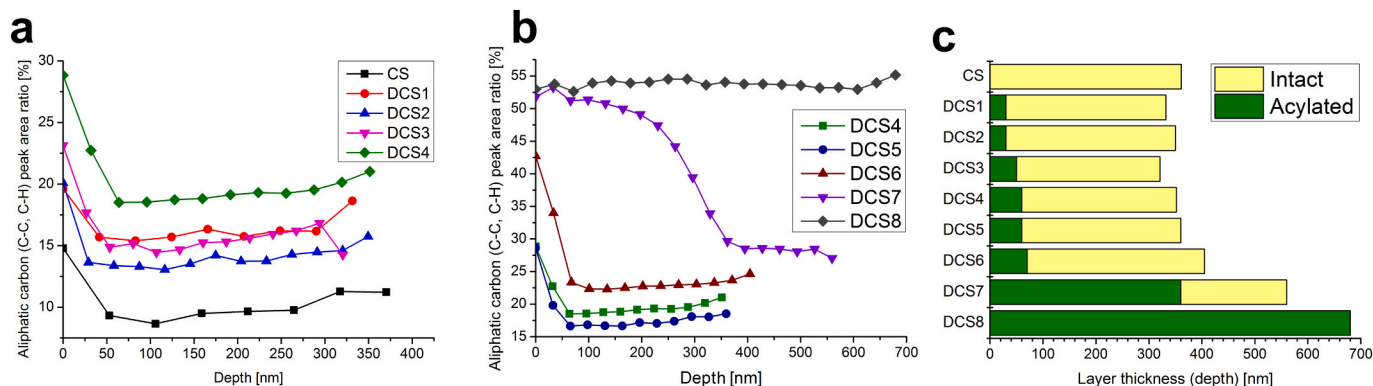 a
Aliphatic carbon (C-C, C-H) peak area ratio [%]
30
25
20
15
10
0 50 100 150 200 250 300 350 400
Depth [nm]
CS
DCS1
DCS2
DCS3
DCS4
b
Aliphatic carbon (C-C, C-H) peak area ratio [%]
55
50
45
40
35
30
25
20
15
0 100 200 300 400 500 600 700
Depth [nm]
DCS4
DCS5
DCS6
DCS7
DCS8
c
Intact
Acylated
CS
DCS1
DCS2
DCS3
DCS4
DCS5
DCS6
DCS7
DCS8
0 100 200 300 400 500 600 700
Layer thickness (depth) [nm]